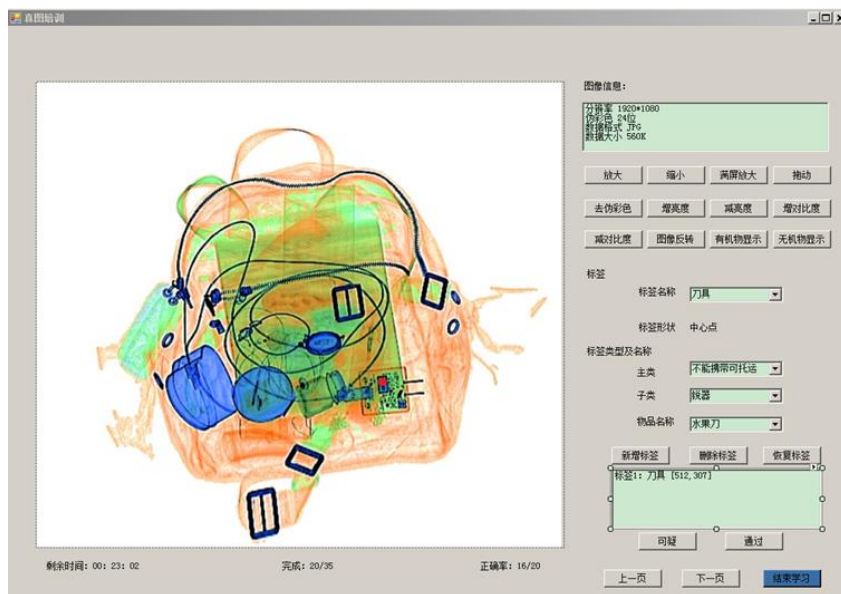 真图培训
图像信息：
分辨率 1920*1080
伪彩色 24位
数据格式 JPG
数据大小 560K
放大 缩小 满屏放大 拖动
去伪彩色 增亮度 减亮度 增对比度
减对比度 图像反转 有机物显示 无机物显示
标签
标签名称 刀具
标签形状 中心点
标签类型及名称
主类 不能携带可托运
子类 锐器
物品名称 水果刀
新增标签 删除标签 恢复标签
标签1: 刀具 [512,307]
可疑 通过
剩余时间: 00: 23: 02 完成: 20/35 正确率: 16/20
上一页 下一页 结束学习